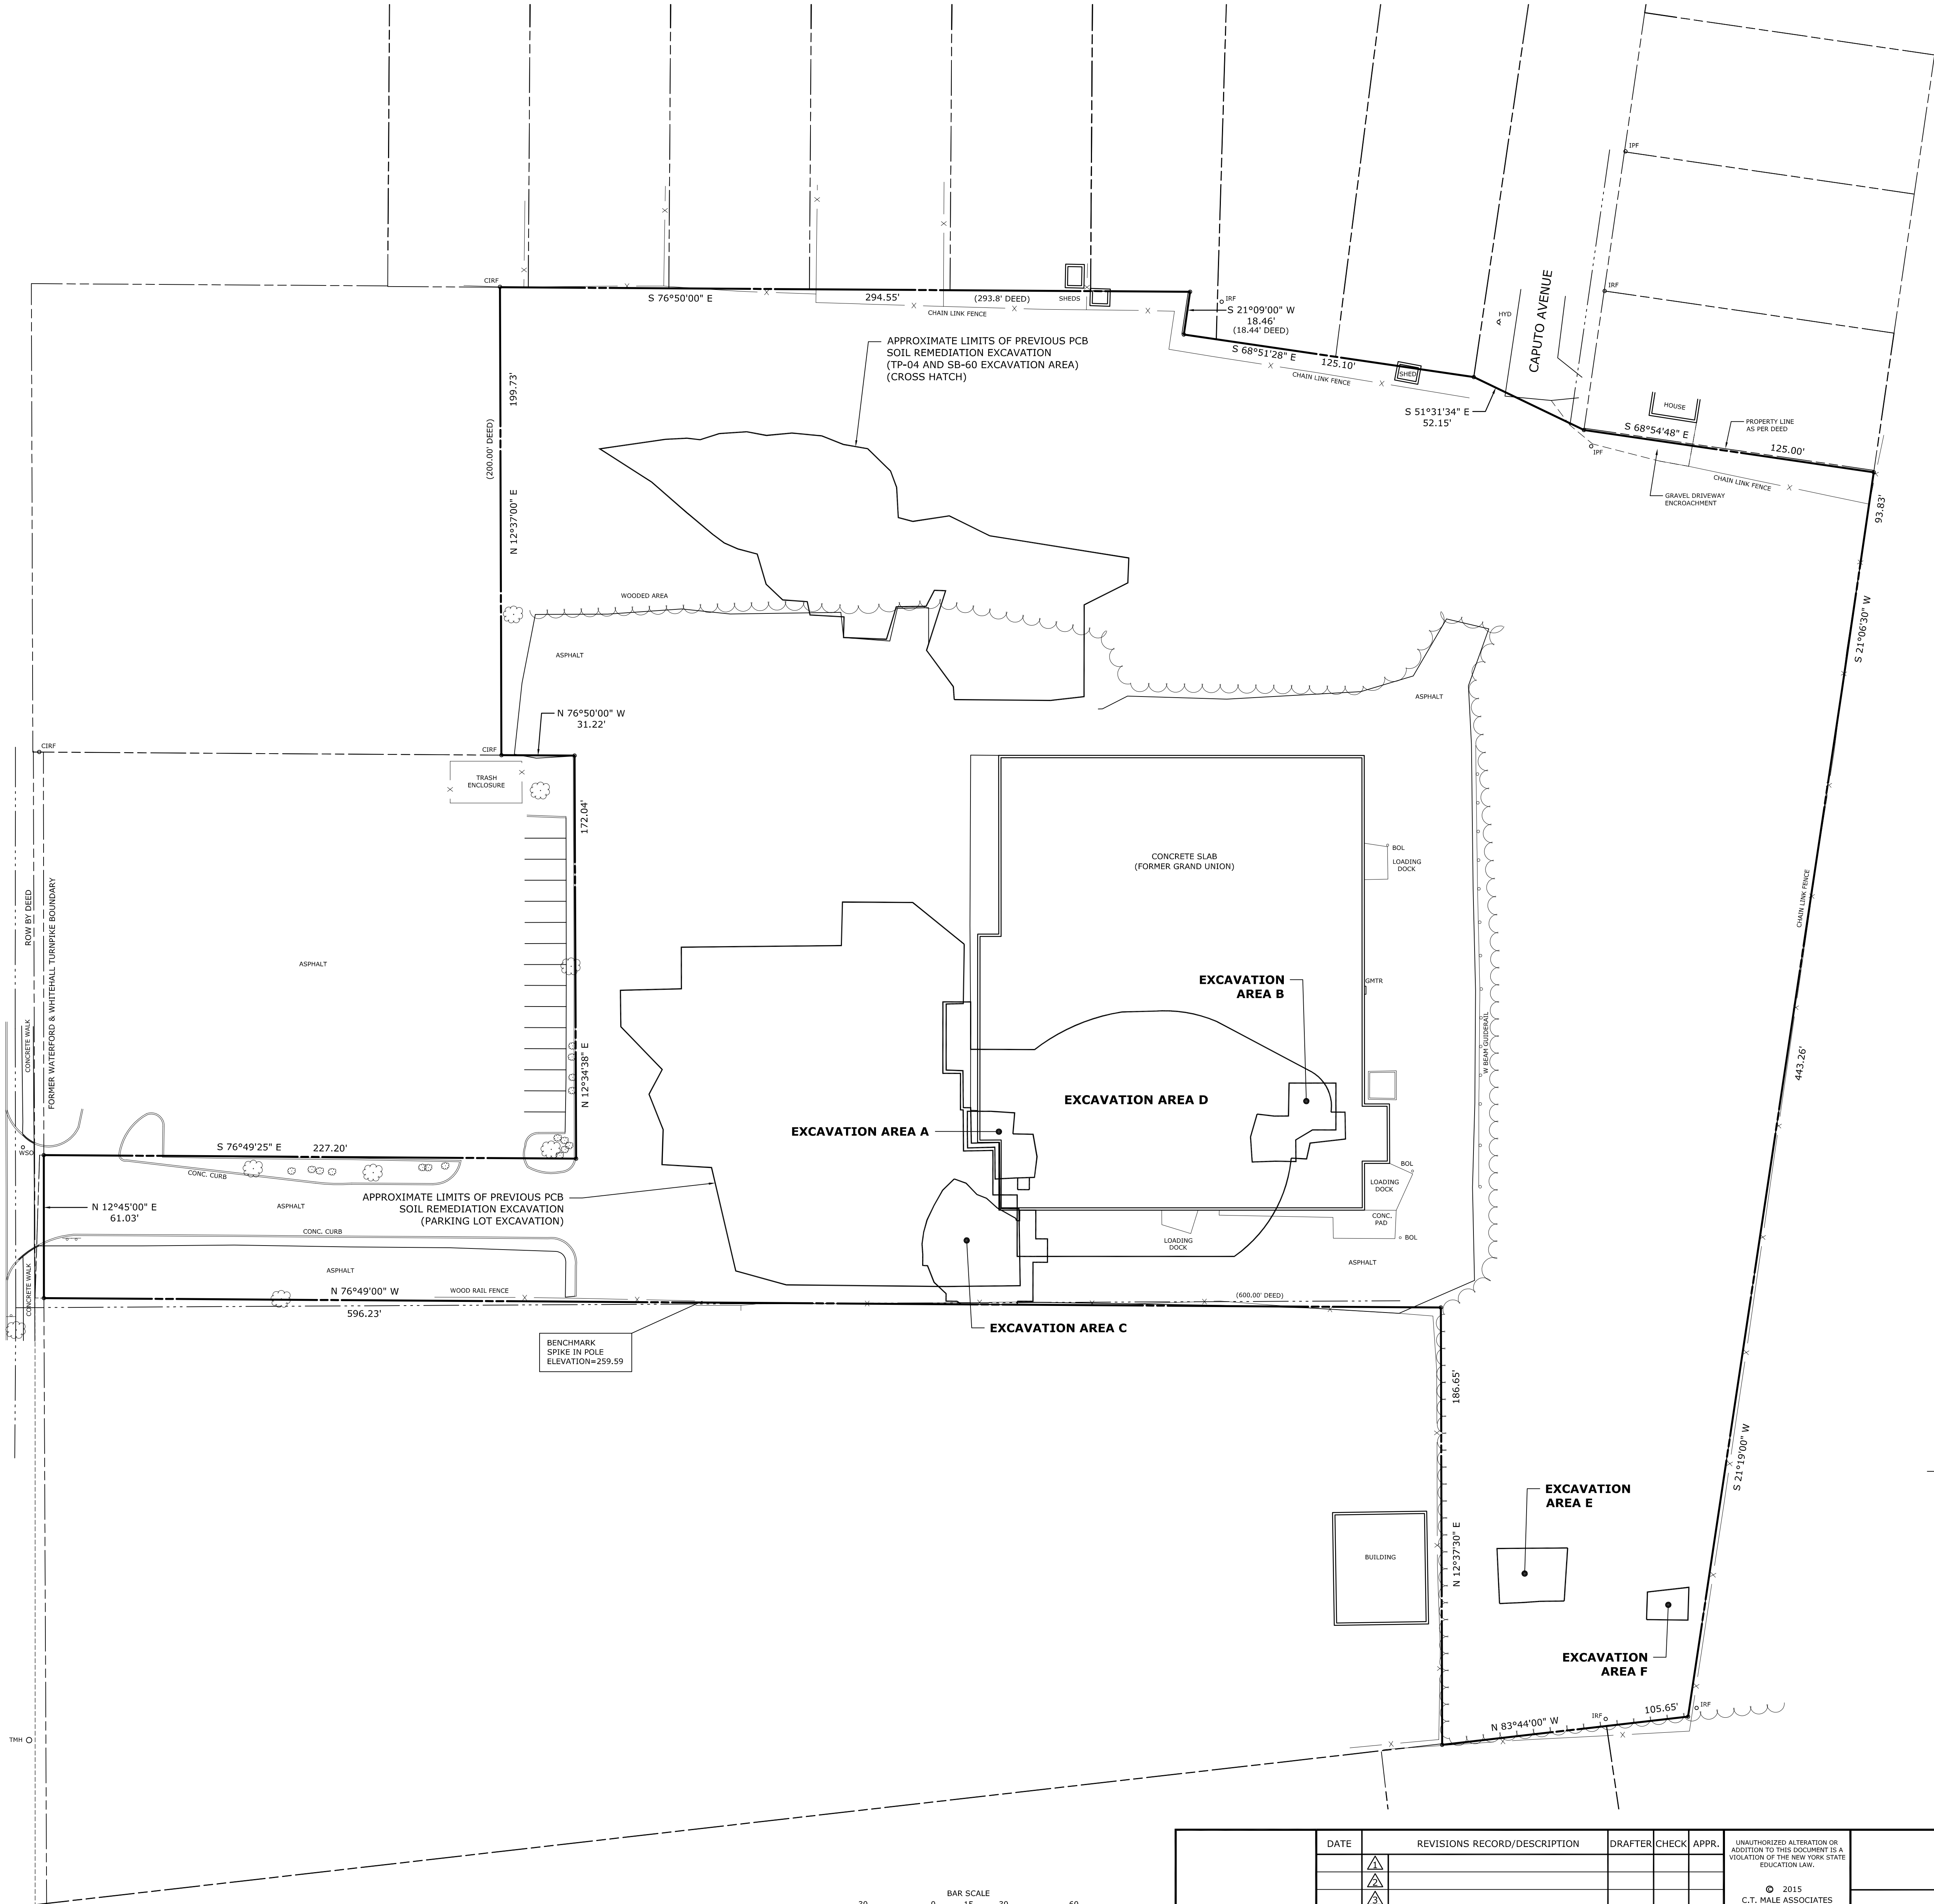 CIRF
S 76°50'00" E
294.55'
(293.8' DEED)
SHEDS
CHAIN LINK FENCE
IRF
S 21°09'00" W
18.46'
(18.44' DEED)
S 68°51'28" E
125.10'
CHAIN LINK FENCE
SHED
S 51°31'34" E
52.15'
HYD
CAPUTO AVENUE
IPF
IRF
HOUSE
PROPERTY LINE
AS PER DEED
S 68°54'48" E
125.00'
IPF
CHAIN LINK FENCE
GRAVEL DRIVEWAY
ENCROACHMENT
93.83'
S 21°06'30" W
APPROXIMATE LIMITS OF PREVIOUS PCB
SOIL REMEDIATION EXCAVATION
(TP-04 AND SB-60 EXCAVATION AREA)
(CROSS HATCH)
199.73'
(200.00' DEED)
N 12°37'00" E
WOODED AREA
ASPHALT
ASPHALT
N 76°50'00" W
31.22'
CIRF
CIRF
TRASH
ENCLOSURE
172.04'
N 12°34'38" E
CONCRETE SLAB
(FORMER GRAND UNION)
BOL
LOADING
DOCK
CHAIN LINK FENCE
ROW BY DEED
FORMER WATERFORD & WHITEHALL TURNPIKE BOUNDARY
CONCRETE WALK
ASPHALT
EXCAVATION
AREA B
GMTR
W BEAM GUIDERAIL
443.26'
EXCAVATION AREA D
EXCAVATION AREA A
WSO
S 76°49'25" E
227.20'
CONC. CURB
BOL
LOADING
DOCK
CONC.
PAD
BOL
APPROXIMATE LIMITS OF PREVIOUS PCB
SOIL REMEDIATION EXCAVATION
(PARKING LOT EXCAVATION)
N 12°45'00" E
61.03'
ASPHALT
CONC. CURB
LOADING
DOCK
ASPHALT
ASPHALT
CONCRETE WALK
N 76°49'00" W
WOOD RAIL FENCE
596.23'
(600.00' DEED)
EXCAVATION AREA C
BENCHMARK
SPIKE IN POLE
ELEVATION=259.59
186.65'
N 12°37'30" E
S 21°19'00" W
EXCAVATION
AREA E
BUILDING
EXCAVATION
AREA F
N 83°44'00" W
105.65'
IRF
IRF
TMH
DATE
REVISIONS RECORD/DESCRIPTION
DRAFTER
CHECK
APPR.
1
2
3
UNAUTHORIZED ALTERATION OR
ADDITION TO THIS DOCUMENT IS A
VIOLATION OF THE NEW YORK STATE
EDUCATION LAW.
© 2015
C.T. MALE ASSOCIATES
BAR SCALE
30 0 15 30 60